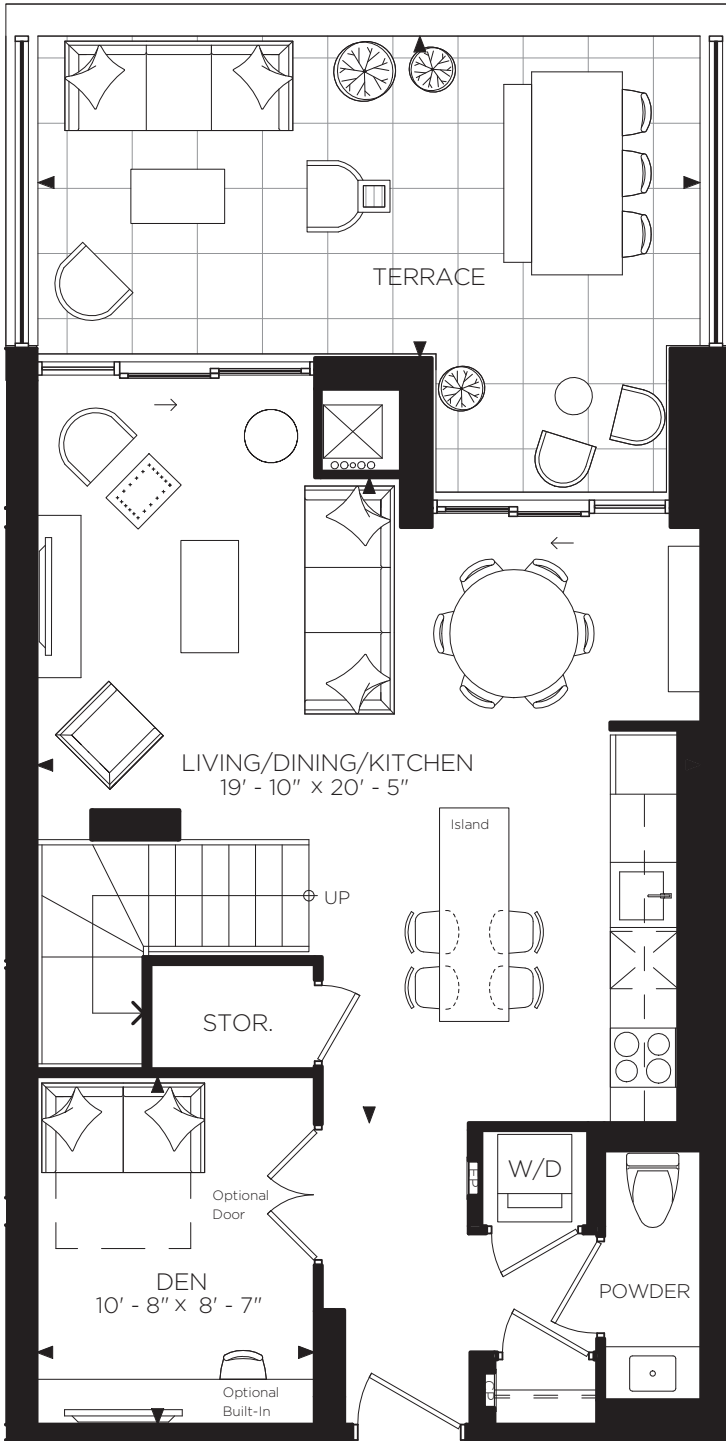 TERRACE
LIVING/DINING/KITCHEN
19' - 10" x 20' - 5"
Island
UP
STOR.
W/D
Optional
Door
DEN
10' - 8" x 8' - 7"
POWDER
Optional
Built-In